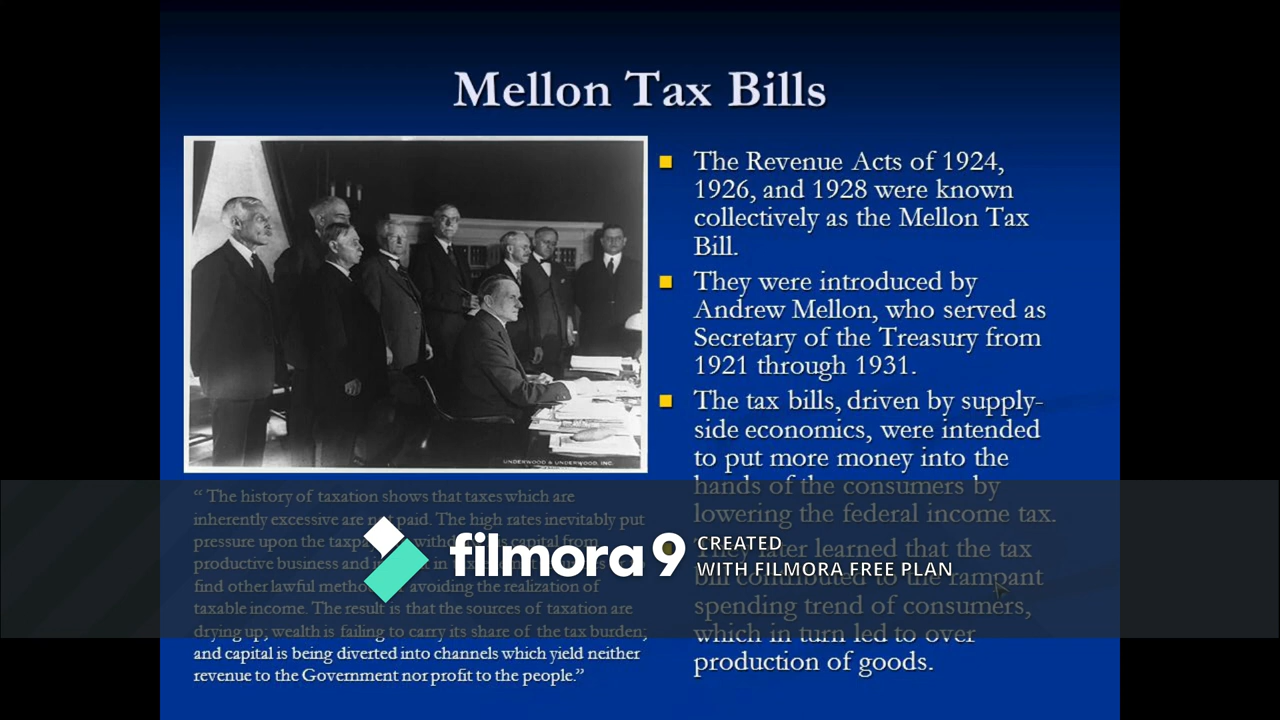 Mellon Tax Bills
The Revenue Acts of 1924,
1926, and 1928 were known
collectively as the Mellon Tax
Bill.
They were introduced by
Andrew Mellon, who served as
Secretary of the Treasury from
1921 through 1931.
The tax bills, driven by supply-
side economics, were intended
to put more money into the
hands of the consumers by
lowering the federal income tax.
They later learned that the tax
bill contributed to the rampant
spending trend of consumers,
which in turn led to over
production of goods.
UNDERWOOD & UNDERWOOD, INC.
“ The history of taxation shows that taxes which are
inherently excessive are not paid. The high rates inevitably put
pressure upon the capital from
productive business and in
find other lawful avoiding the realization of
taxable income. The result is that the sources of taxation are
drying up; wealth is failing to carry its share of the tax burden;
and capital is being diverted into channels which yield neither
revenue to the Government nor profit to the people.”
filmora 9
CREATED
WITH FILMORA FREE PLAN